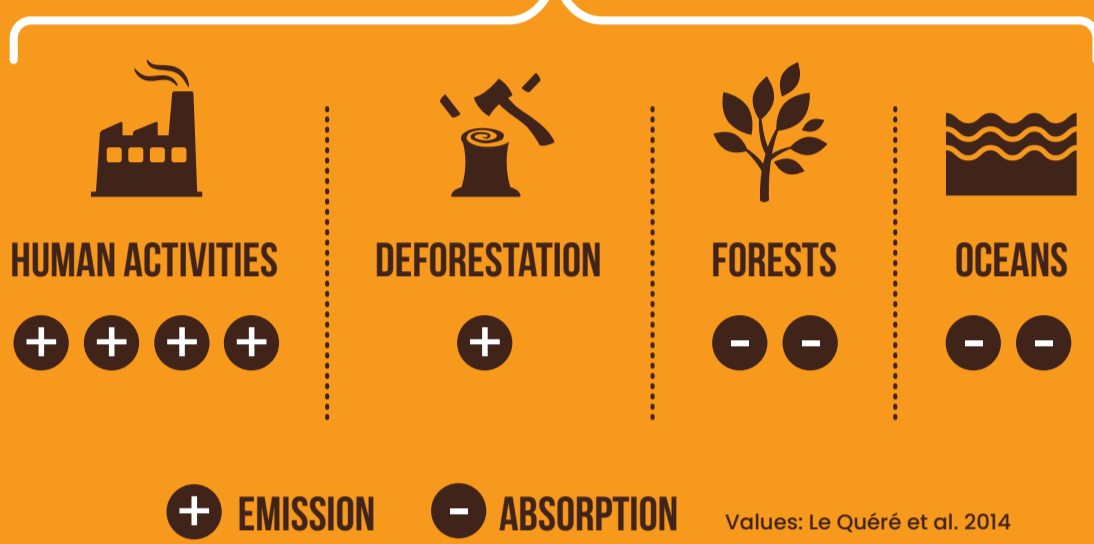 HUMAN ACTIVITIES
DEFORESTATION
FORESTS
OCEANS
+ + + +
+
- -
- -
+ EMISSION
- ABSORPTION
Values: Le Quéré et al. 2014